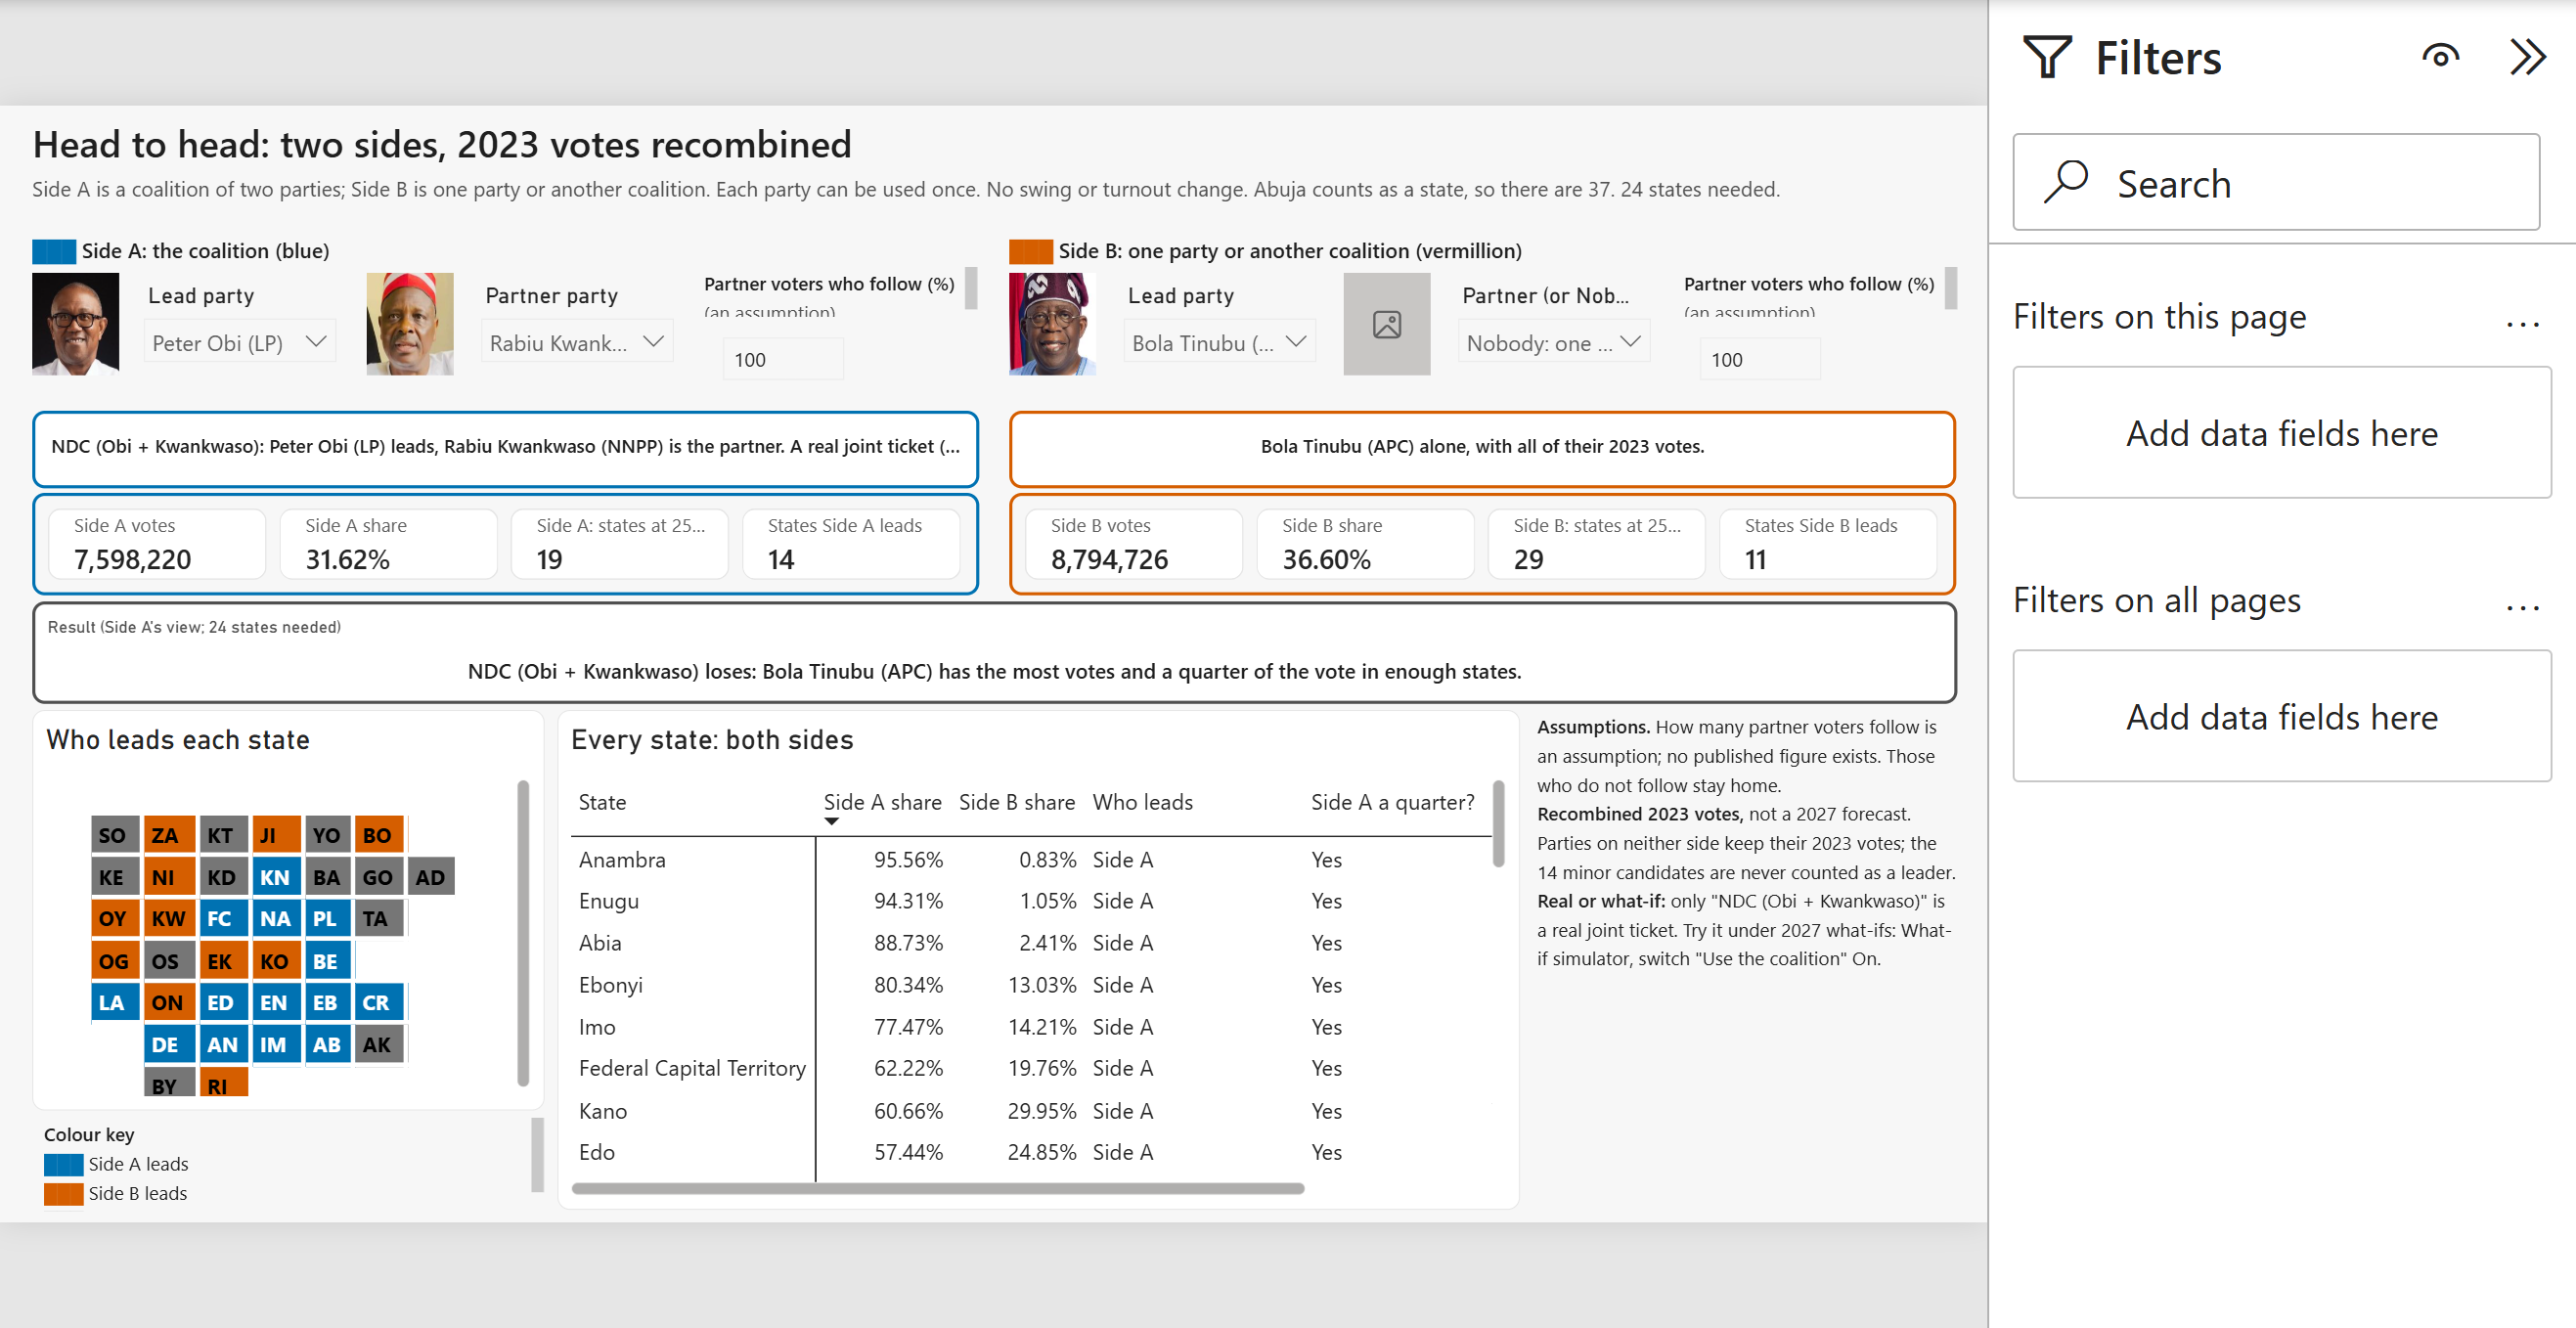 Head to head: two sides, 2023 votes recombined
Side A is a coalition of two parties; Side B is one party or another coalition. Each party can be used once. No swing or turnout change. Abuja counts as a state, so there are 37. 24 states needed.
Side A: the coalition (blue)
Lead party
Peter Obi (LP)
Partner party
Rabiu Kwank...
Partner voters who follow (%)
(an assumption)
100
Side B: one party or another coalition (vermillion)
Lead party
Bola Tinubu (...
Partner (or Nob...
Nobody: one ...
Partner voters who follow (%)
(an assumption)
100
NDC (Obi + Kwankwaso): Peter Obi (LP) leads, Rabiu Kwankwaso (NNPP) is the partner. A real joint ticket (...
Bola Tinubu (APC) alone, with all of their 2023 votes.
Side A votes
7,598,220
Side A share
31.62%
Side A: states at 25...
19
States Side A leads
14
Side B votes
8,794,726
Side B share
36.60%
Side B: states at 25...
29
States Side B leads
11
Result (Side A's view; 24 states needed)
NDC (Obi + Kwankwaso) loses: Bola Tinubu (APC) has the most votes and a quarter of the vote in enough states.
Who leads each state
SO ZA KT JI YO BO
KE NI KD KN BA GO AD
OY KW FC NA PL TA
OG OS EK KO BE
LA ON ED EN EB CR
DE AN IM AB AK
BY RI
Colour key
Side A leads
Side B leads
Every state: both sides
State Side A share Side B share Who leads Side A a quarter?
Anambra 95.56% 0.83% Side A Yes
Enugu 94.31% 1.05% Side A Yes
Abia 88.73% 2.41% Side A Yes
Ebonyi 80.34% 13.03% Side A Yes
Imo 77.47% 14.21% Side A Yes
Federal Capital Territory 62.22% 19.76% Side A Yes
Kano 60.66% 29.95% Side A Yes
Edo 57.44% 24.85% Side A Yes
Assumptions. How many partner voters follow is
an assumption; no published figure exists. Those
who do not follow stay home.
Recombined 2023 votes, not a 2027 forecast.
Parties on neither side keep their 2023 votes; the
14 minor candidates are never counted as a leader.
Real or what-if: only "NDC (Obi + Kwankwaso)" is
a real joint ticket. Try it under 2027 what-ifs: What-
if simulator, switch "Use the coalition" On.
Filters
Search
Filters on this page
...
Add data fields here
Filters on all pages
...
Add data fields here